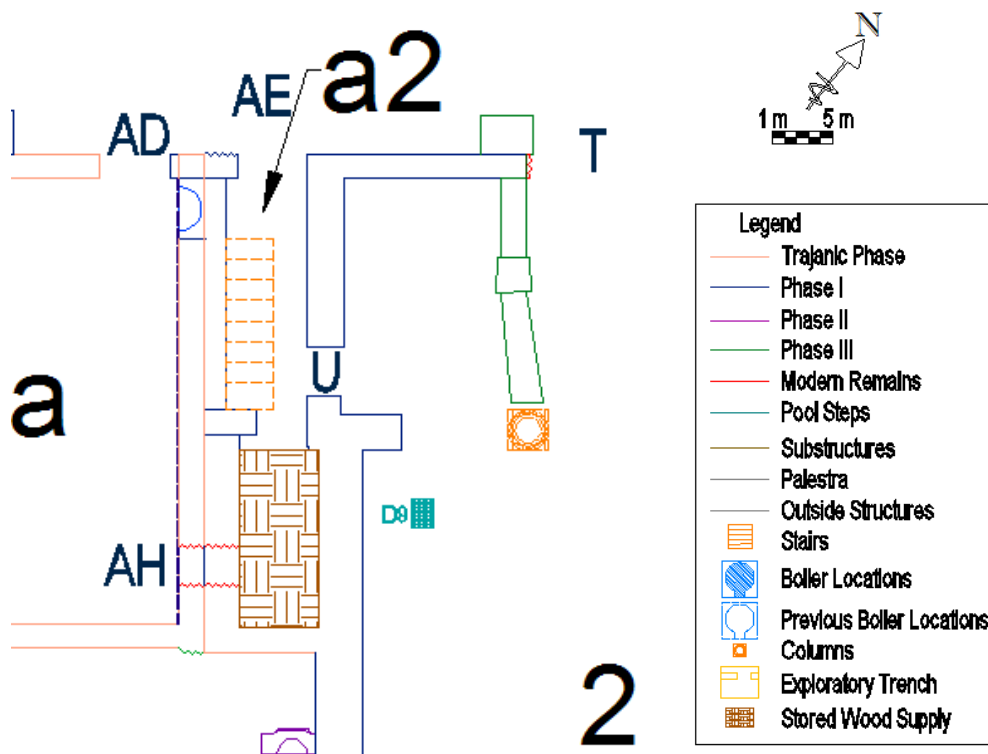 N
1 m 5 m
a2
AE
AD
T
U
a
D9
AH
2
Legend
Trajanic Phase
Phase I
Phase II
Phase III
Modern Remains
Pool Steps
Substructures
Palestra
Outside Structures
Stairs
Boiler Locations
Previous Boiler Locations
Columns
Exploratory Trench
Stored Wood Supply